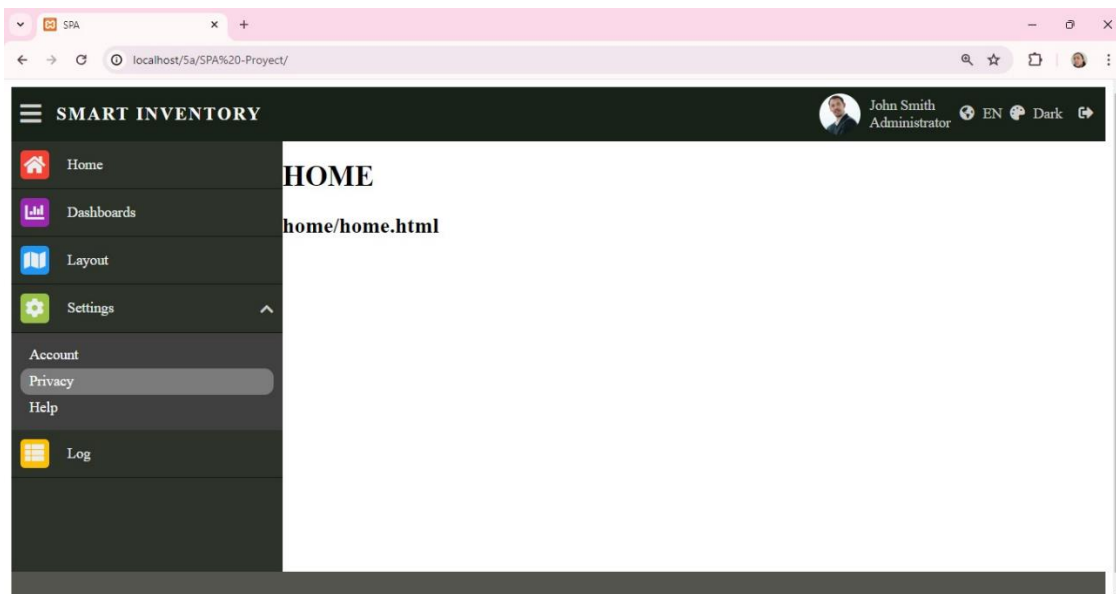 SPA
localhost/5a/SPA%20-Proyect/
SMART INVENTORY
John Smith
Administrator
EN
Dark
Home
Dashboards
Layout
Settings
Account
Privacy
Help
Log
HOME
home/home.html